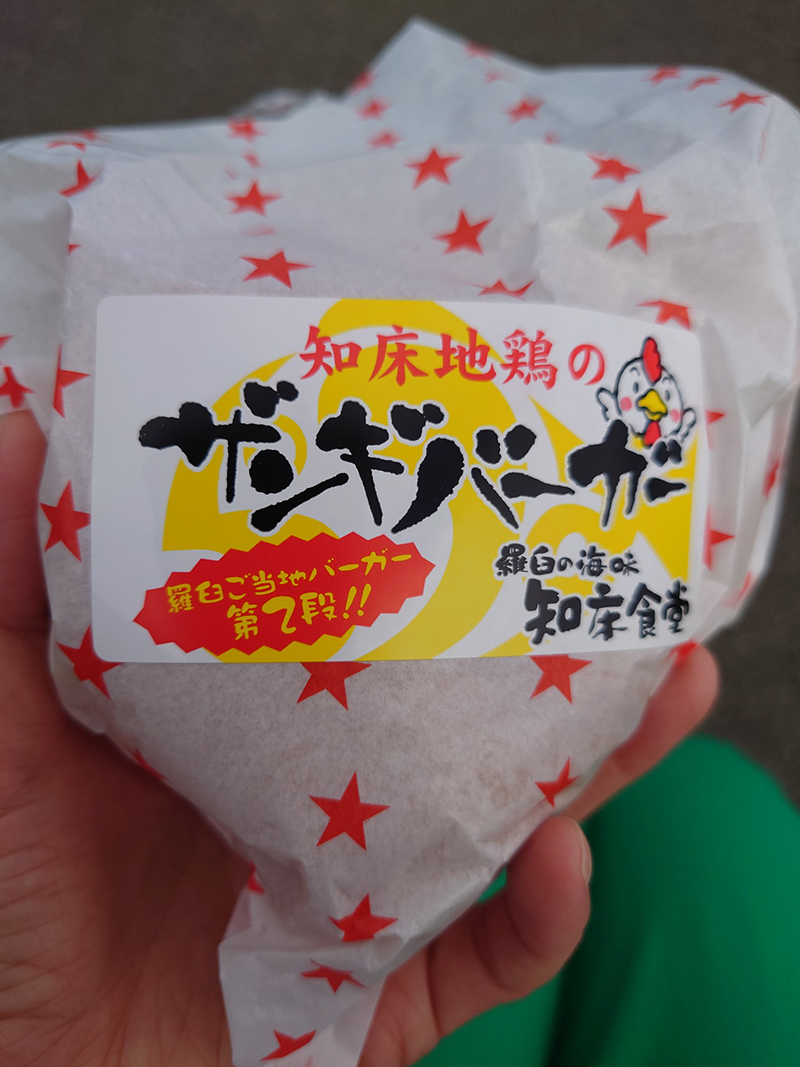 知床地鶏の
ザンギバーガー
羅臼ご当地バーガー
第2段!!
羅臼の海味
知床食堂